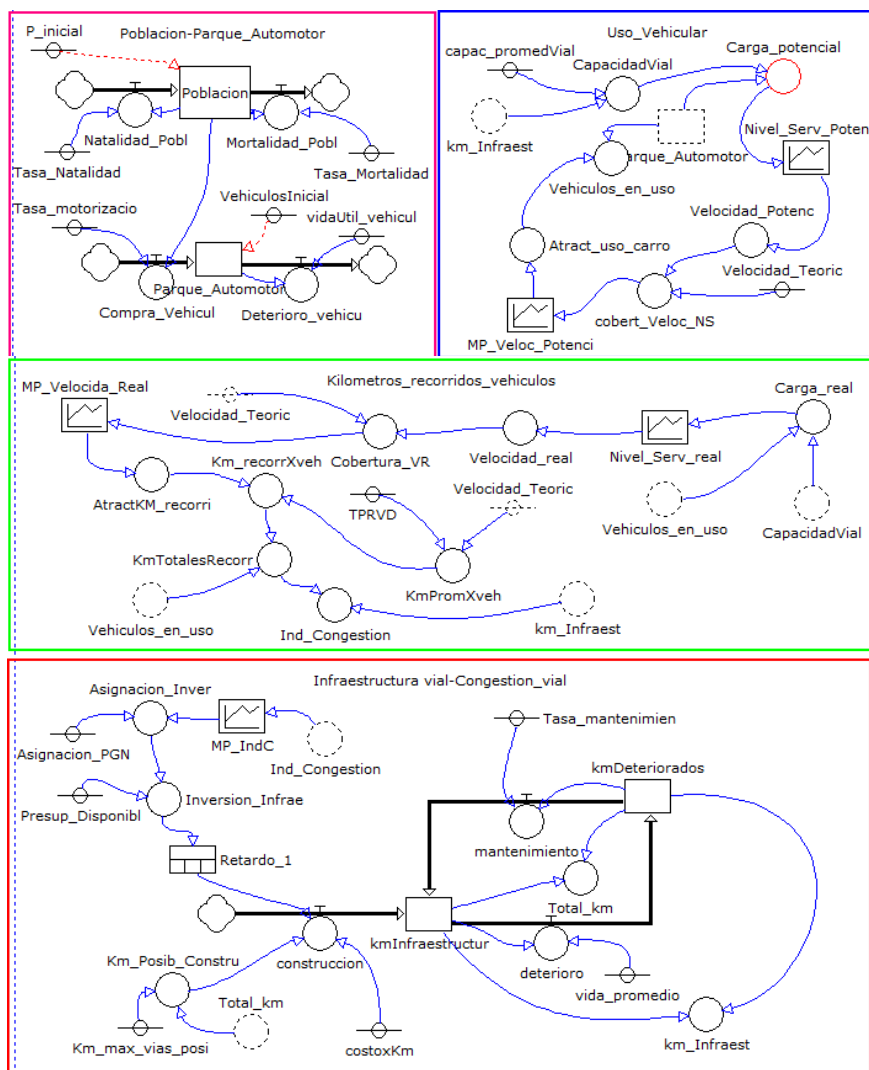 P_inicial
Poblacion-Parque_Automotor
Poblacion
Natalidad_Pobl
Mortalidad_Pobl
Tasa_Natalidad
Tasa_Mortalidad
VehiculosInicial
Tasa_motorizacio
vidaUtil_vehicul
Parque_Automotor
Compra_Vehicul
Deterioro_vehicu
Uso_Vehicular
capac_promedVial
CapacidadVial
Carga_potencial
km_Infraest
Nivel_Serv_Potenc
arque_Automotor
Vehiculos_en_uso
Velocidad_Potenc
Atract_uso_carro
Velocidad_Teoric
cobert_Veloc_NS
MP_Veloc_Potenci
MP_Velocida_Real
Kilometros_recorridos_vehiculos
Velocidad_Teoric
Carga_real
Km_recorrXveh
Cobertura_VR
Velocidad_real
Nivel_Serv_real
AtractKM_recorri
TPRVD
Velocidad_Teoric
Vehiculos_en_uso
CapacidadVial
KmTotalesRecorr
KmPromXveh
Vehiculos_en_uso
Ind_Congestion
km_Infraest
Infraestructura vial-Congestion_vial
Asignacion_Inver
Tasa_mantenimien
Asignacion_PGN
MP_IndC
Ind_Congestion
kmDeteriorados
Presup_Disponibl
Inversion_Infrae
mantenimiento
Retardo_1
Total_km
kmInfraestructur
Km_Posib_Constru
construccion
deterioro
Total_km
vida_promedio
Km_max_vias_posi
costoxKm
km_Infraest